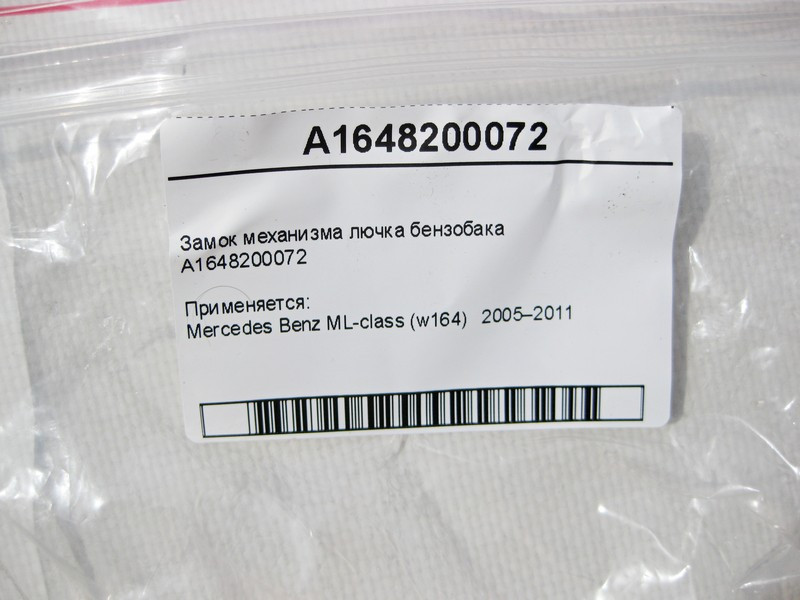 A1648200072
Замок механизма лючка бензобака
A1648200072
Применяется:
Mercedes Benz ML-class (w164) 2005–2011